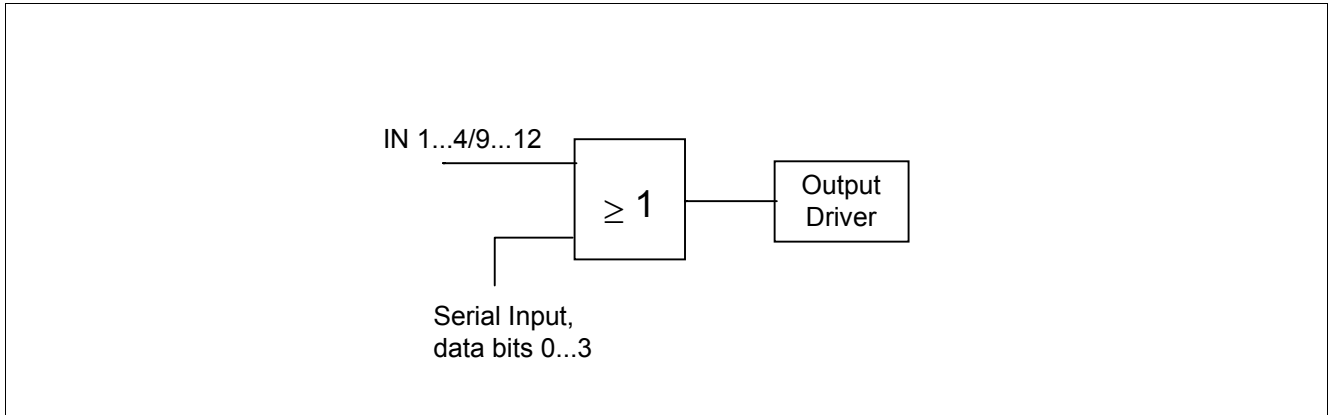 IN 1...4/9...12
≥ 1
Output
Driver
Serial Input,
data bits 0...3